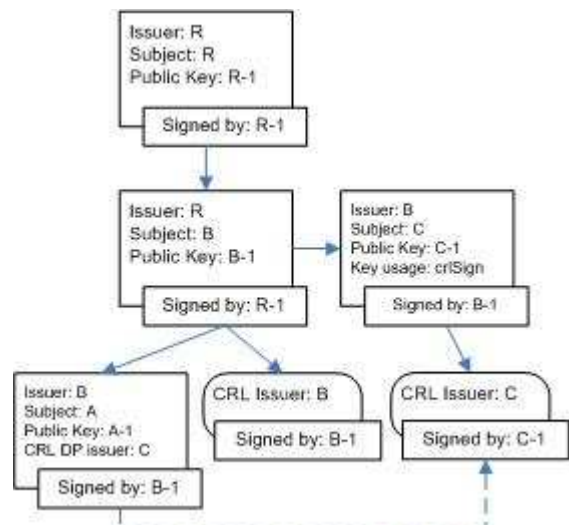 Issuer: R
Subject: R
Public Key: R-1
Signed by: R-1
Issuer: R
Subject: B
Public Key: B-1
Signed by: R-1
Issuer: B
Subject: C
Public Key: C-1
Key usage: crlSign
Signed by: B-1
Issuer: B
Subject: A
Public Key: A-1
CRL DP issuer: C
Signed by: B-1
CRL Issuer: B
Signed by: B-1
CRL Issuer: C
Signed by: C-1